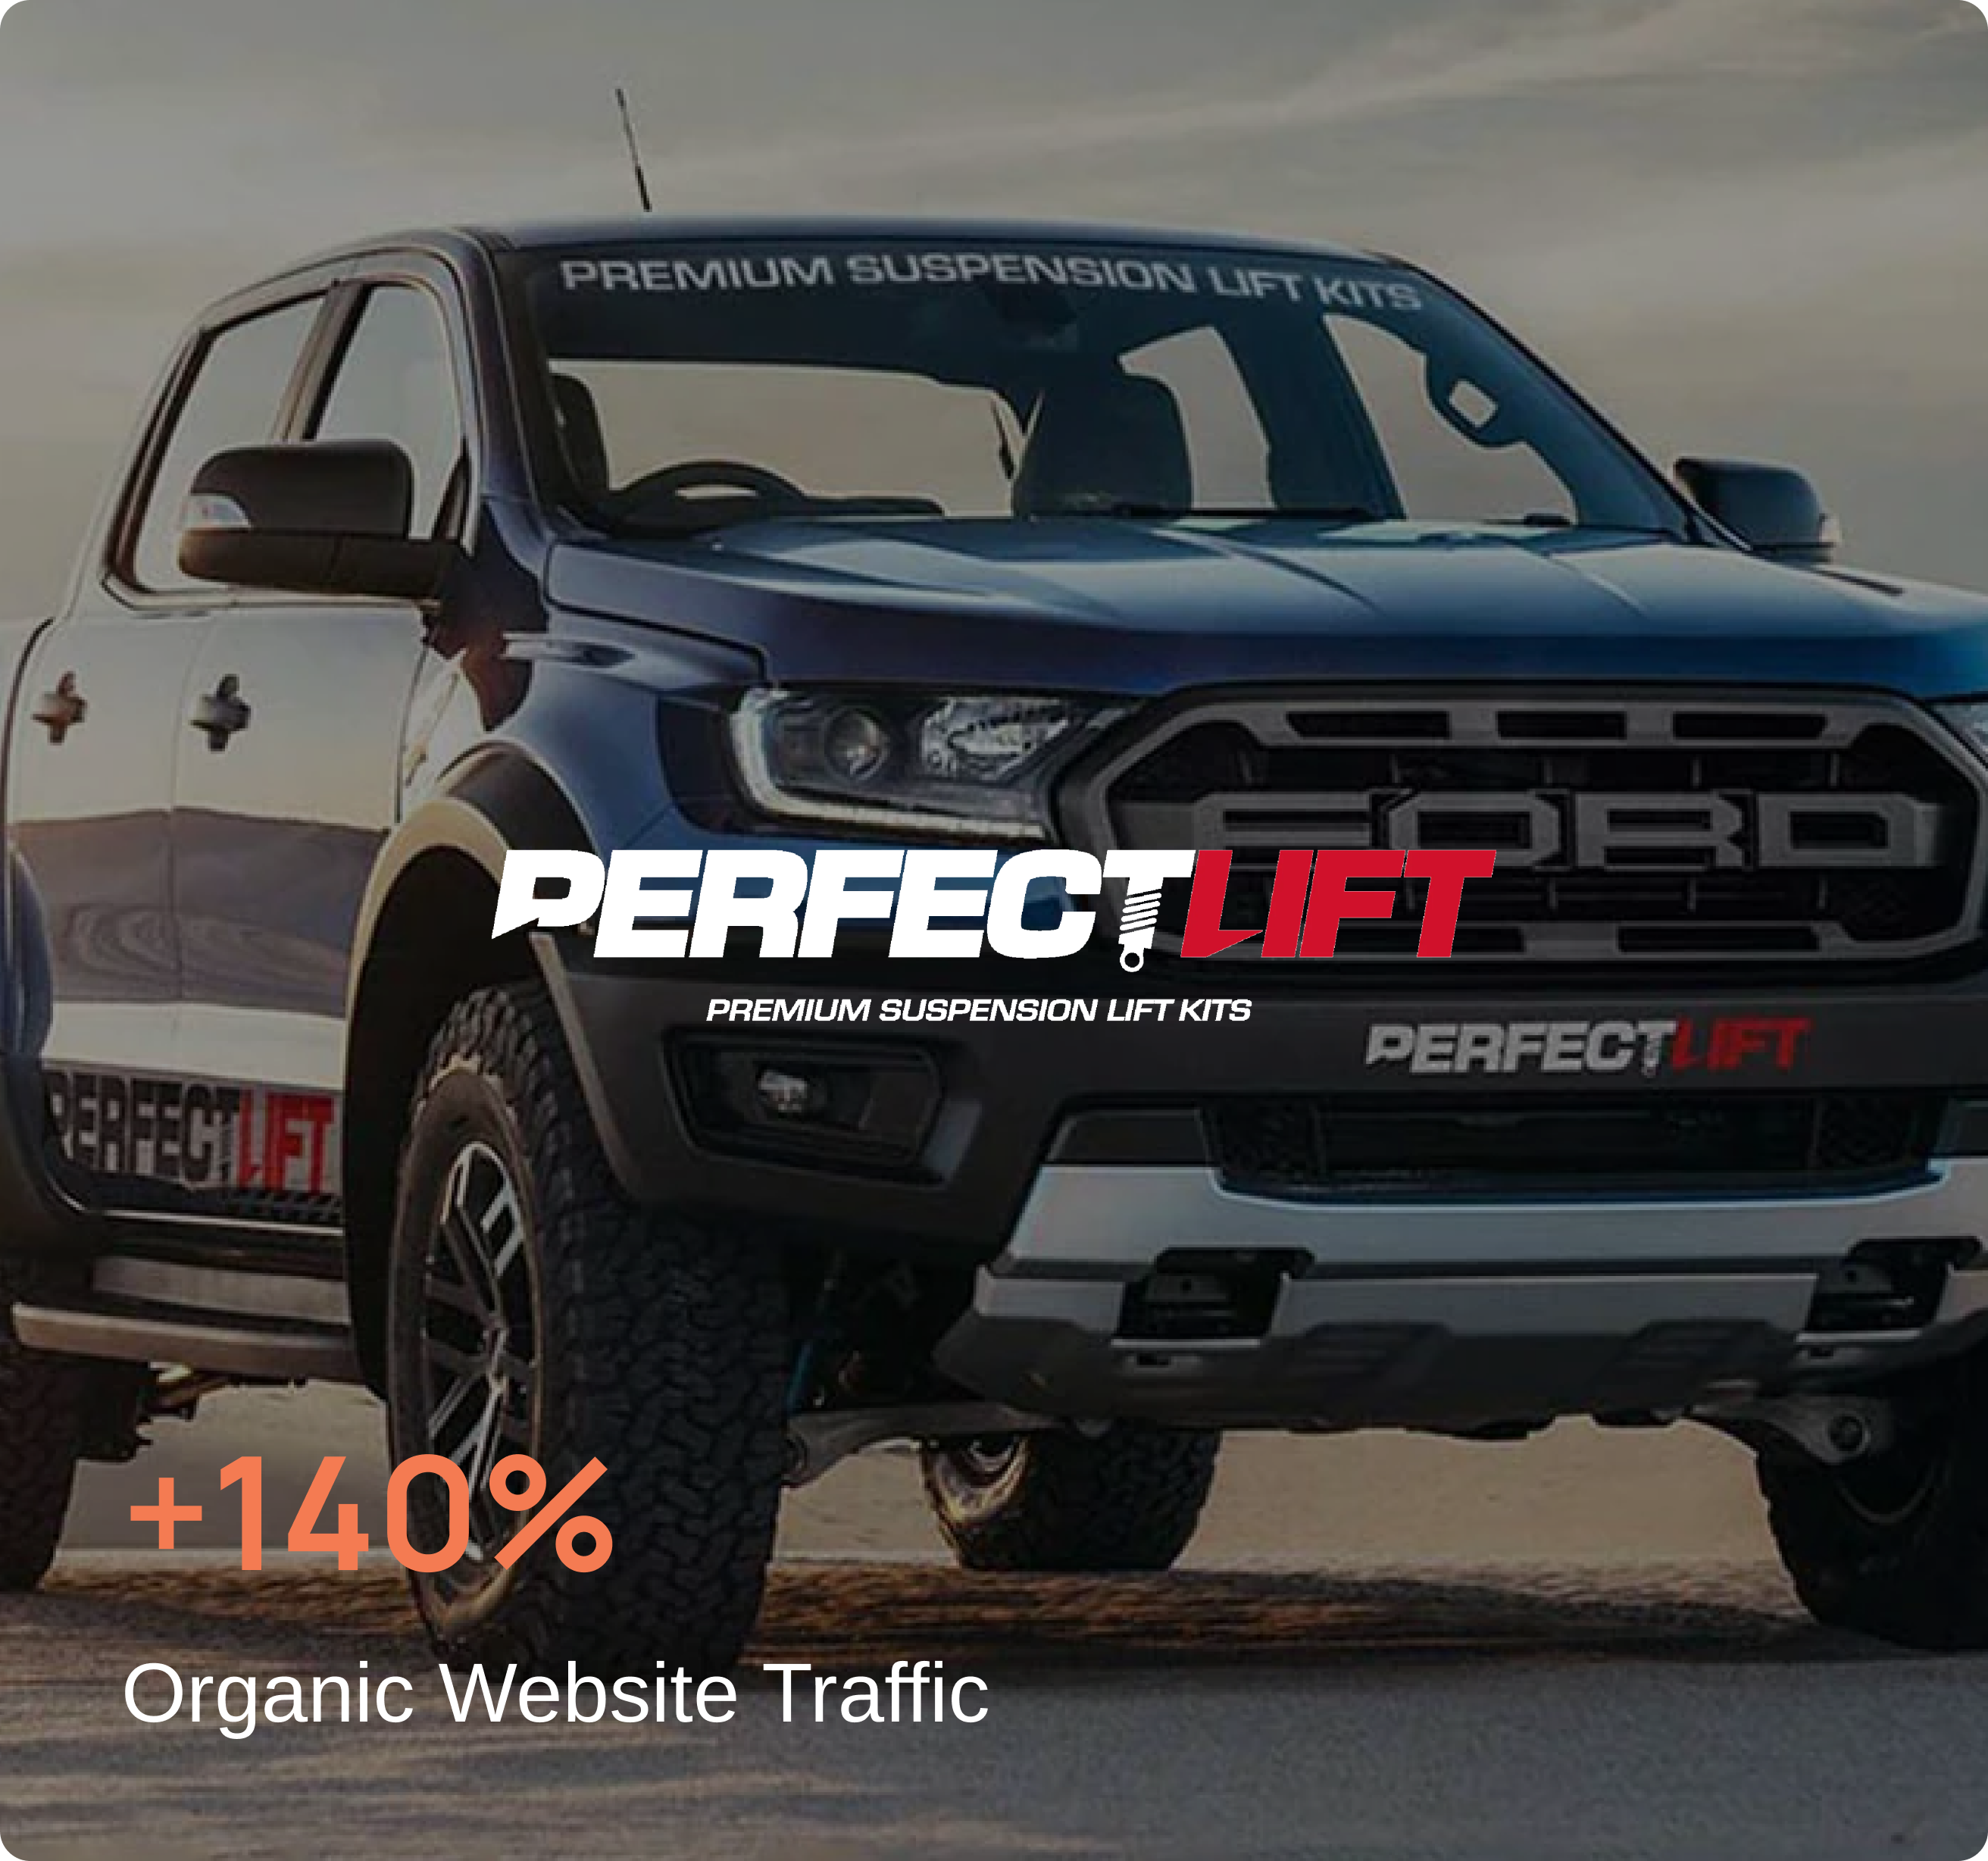 PREMIUM SUSPENSION LIFT KITS
FORD
PERFECTLIFT
PREMIUM SUSPENSION LIFT KITS
PERFECTLIFT
PERFECTLIFT
+140%
Organic Website Traffic